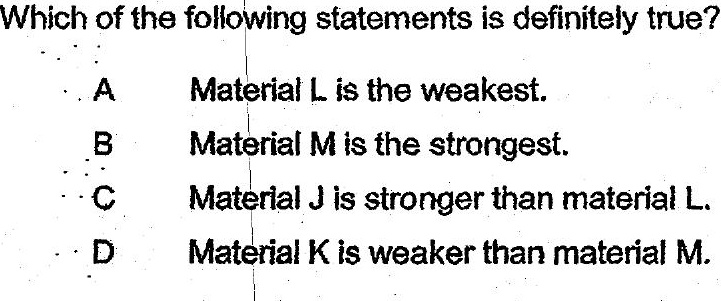 Which of the following statements is definitely true?
A Material L is the weakest.
B Material M is the strongest.
C Material J is stronger than material L.
D Material K is weaker than material M.